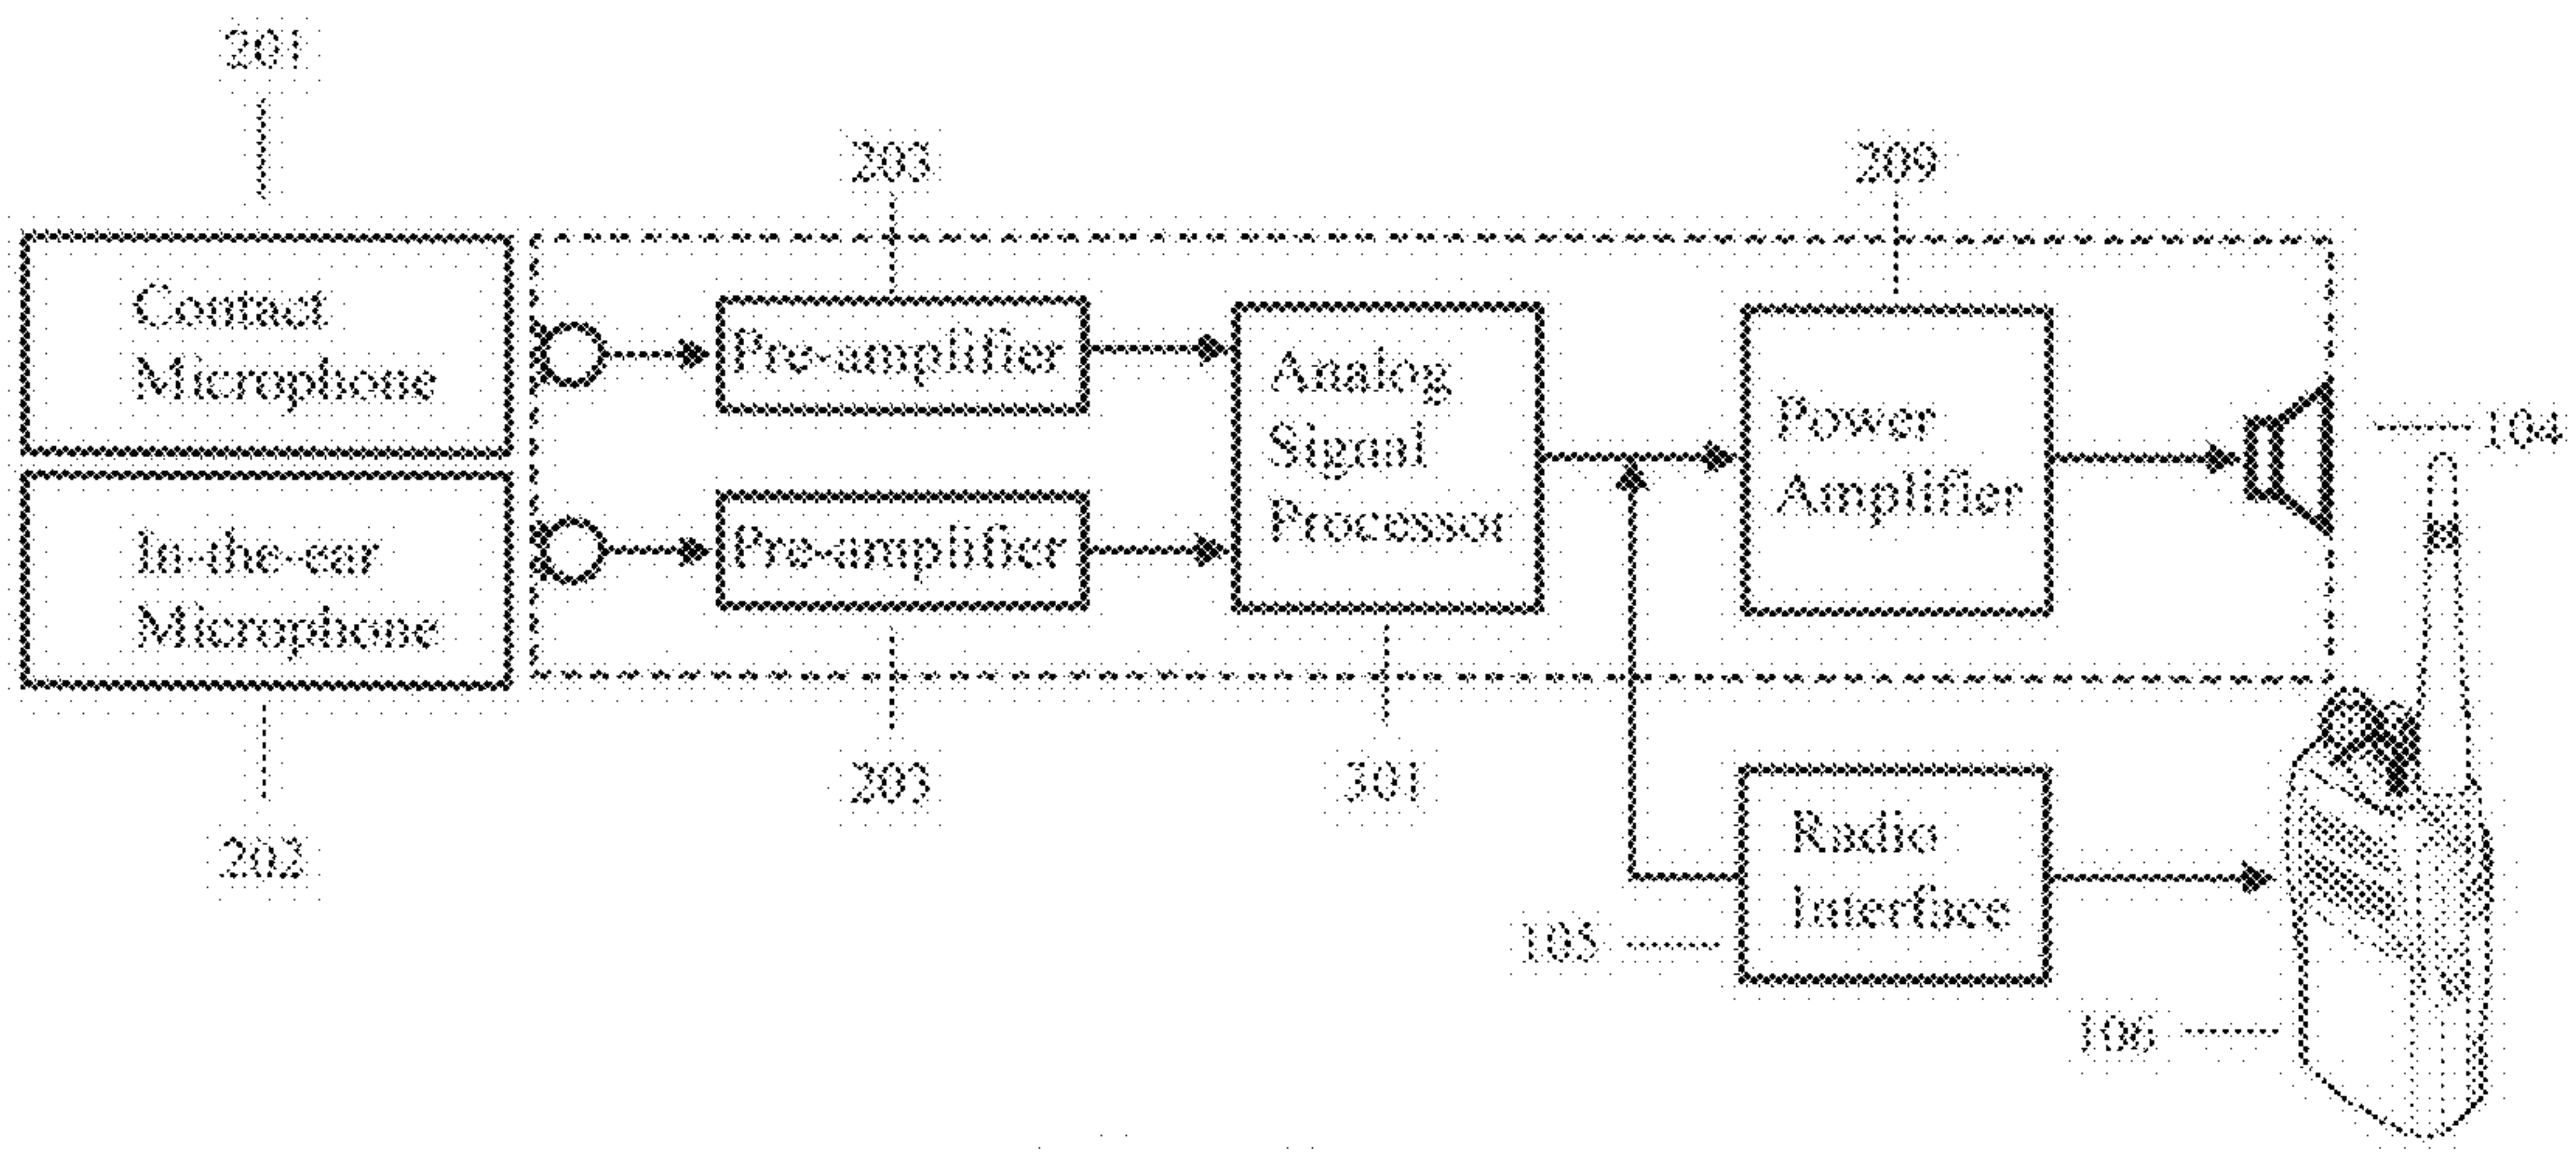 201
203
209
Contact
Microphone
Pre-amplifier
Analog
Signal
Processor
Power
Amplifier
104
In-the-ear
Microphone
Pre-amplifier
202
203
301
Radio
Interface
105
106